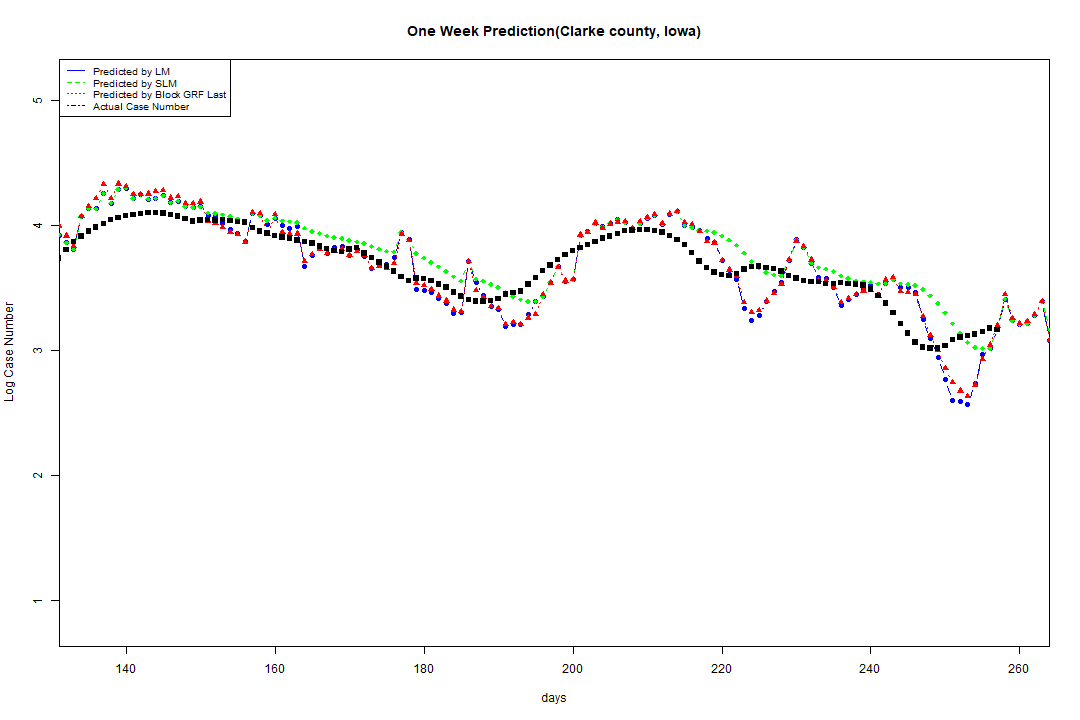 One Week Prediction(Clarke county, Iowa)
Predicted by LM
Predicted by SLM
Predicted by Block GRF Last
Actual Case Number
5
4
3
2
1
Log Case Number
140 160 180 200 220 240 260
days